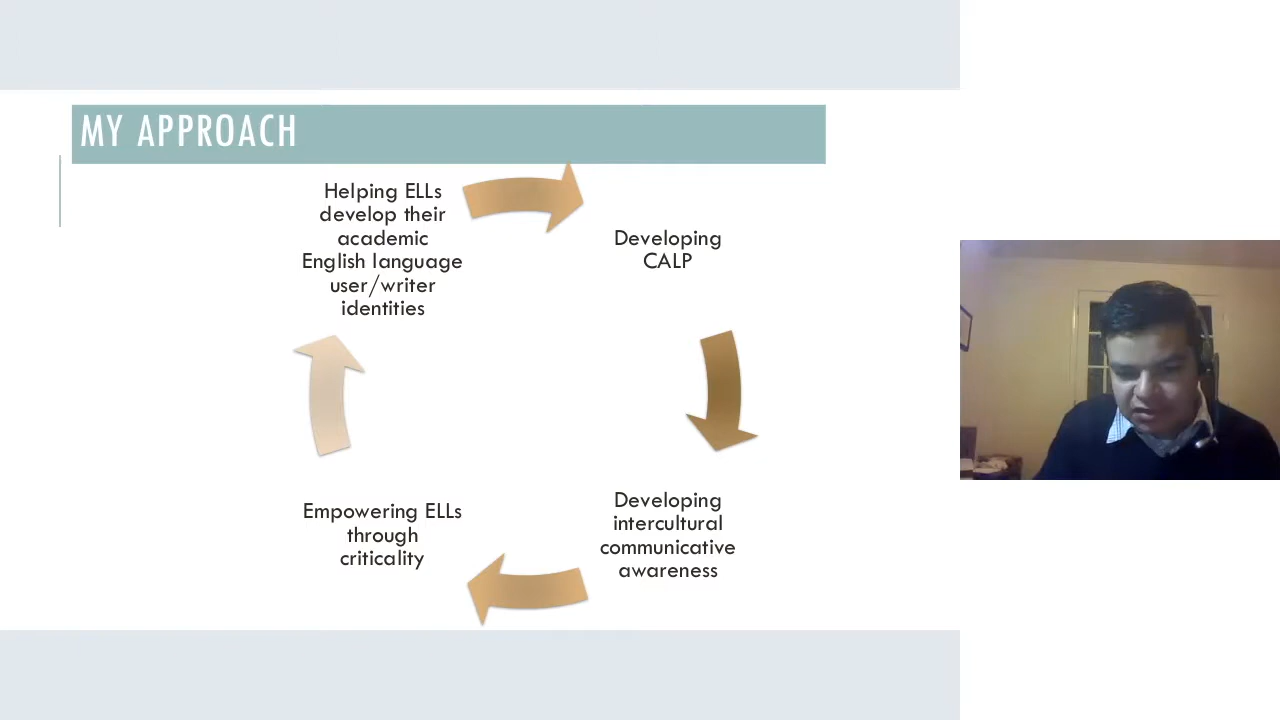 MY APPROACH
Helping ELLs
develop their
academic
English language
user/writer
identities
Developing
CALP
Developing
intercultural
communicative
awareness
Empowering ELLs
through
criticality